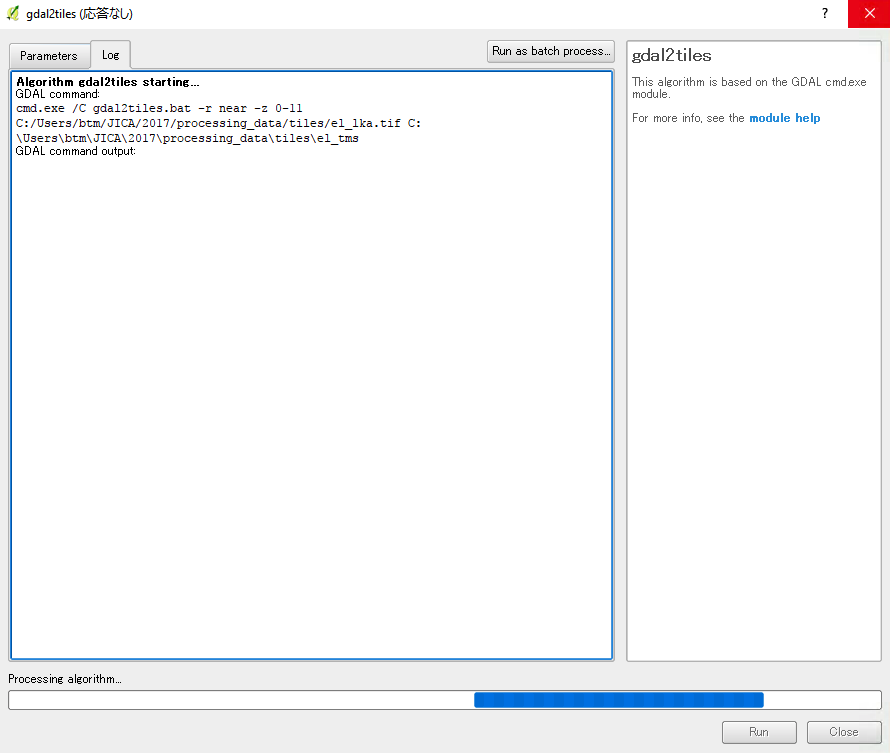 gdal2tiles (応答なし)
?
Parameters
Log
Run as batch process...
Algorithm gdal2tiles starting...
GDAL command:
cmd.exe /C gdal2tiles.bat -r near -z 0-11
C:/Users/btm/JICA/2017/processing_data/tiles/el_lka.tif C:
\Users\btm\JICA\2017\processing_data\tiles\el_tms
GDAL command output:
gdal2tiles
This algorithm is based on the GDAL cmd.exe
module.
For more info, see the module help
Processing algorithm...
Run
Close